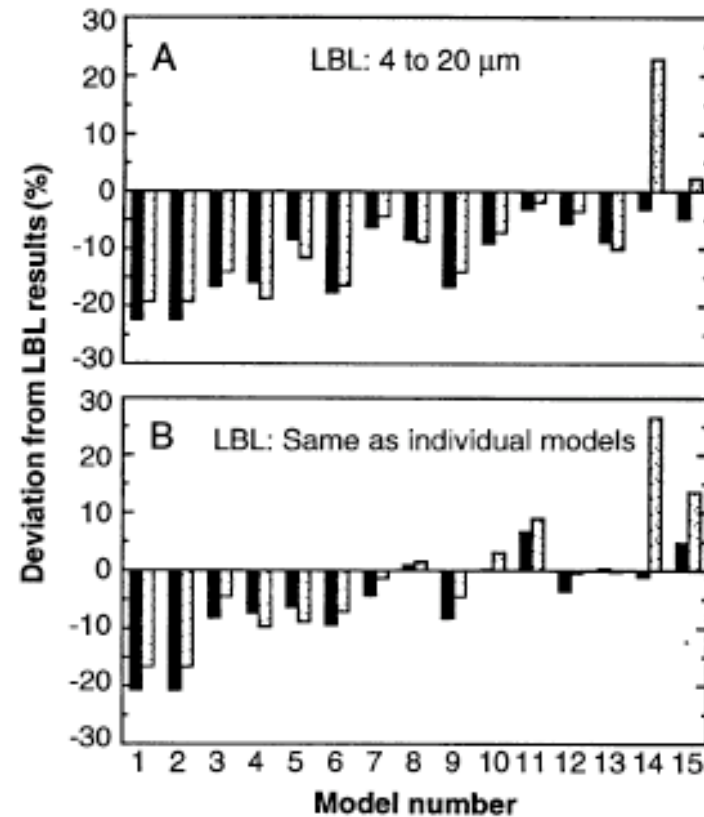 Deviation from LBL results (%)
A
LBL: 4 to 20 μm
30
20
10
0
-10
-20
-30
B
LBL: Same as individual models
30
20
10
0
-10
-20
-30
1 2 3 4 5 6 7 8 9 10 11 12 13 14 15
Model number